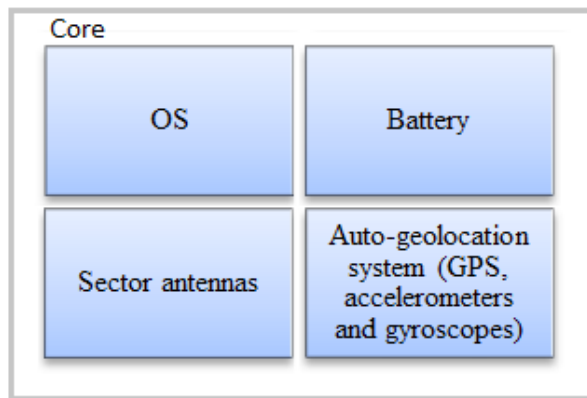 Core
OS
Battery
Sector antennas
Auto-geolocation
system (GPS,
accelerometers
and gyroscopes)